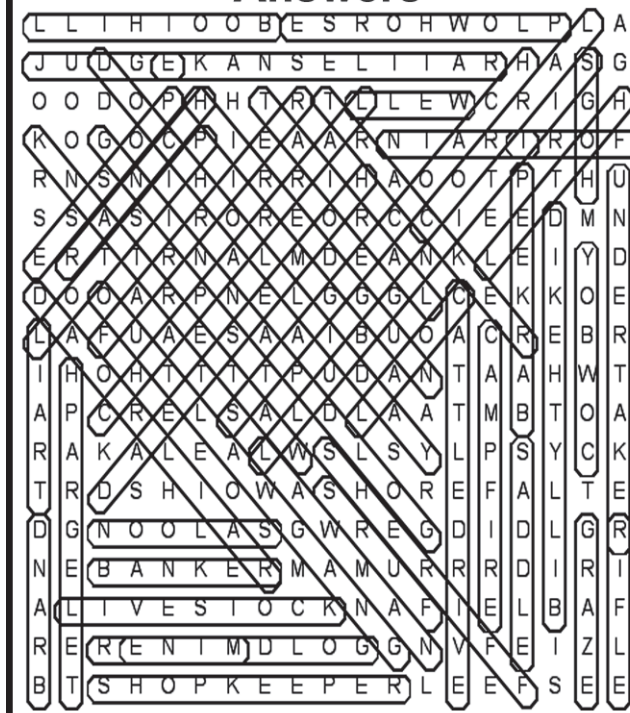 Answers
L L I H T O O B E S R O H W O L P L A
J U D G E K A N S E L T T A R H A S G
O O D O P H H T R T L L E W C R I G H
K O G O C P I E A A R N I A R T R O F
R N S N I H I R R I H A O O T P T H U
S S A S I R O R E O R C C I E E D M N
E R T T R N A L M D E A N K L E I Y D
D O O A R P N E L G G G L C E K K O E
L A F U A E S A A I B U O A C R E B R
I H O H T T T T P U D A N T A A H W T
A P C R E L S A L D L A A T M B T O A
R A K A L E A L W S L S Y L P S Y C K
T R D S H I O W A S H O R E F A L T E
D G N O O L A S G W R E G D I D L G R
N E B A N K E R M A M U R R R D I R I
A L I V E S T O C K N A F I E L B A F
R E R E N I M D L O G G N V F E I Z L
B T S H O P K E E P E R L E E F S E E